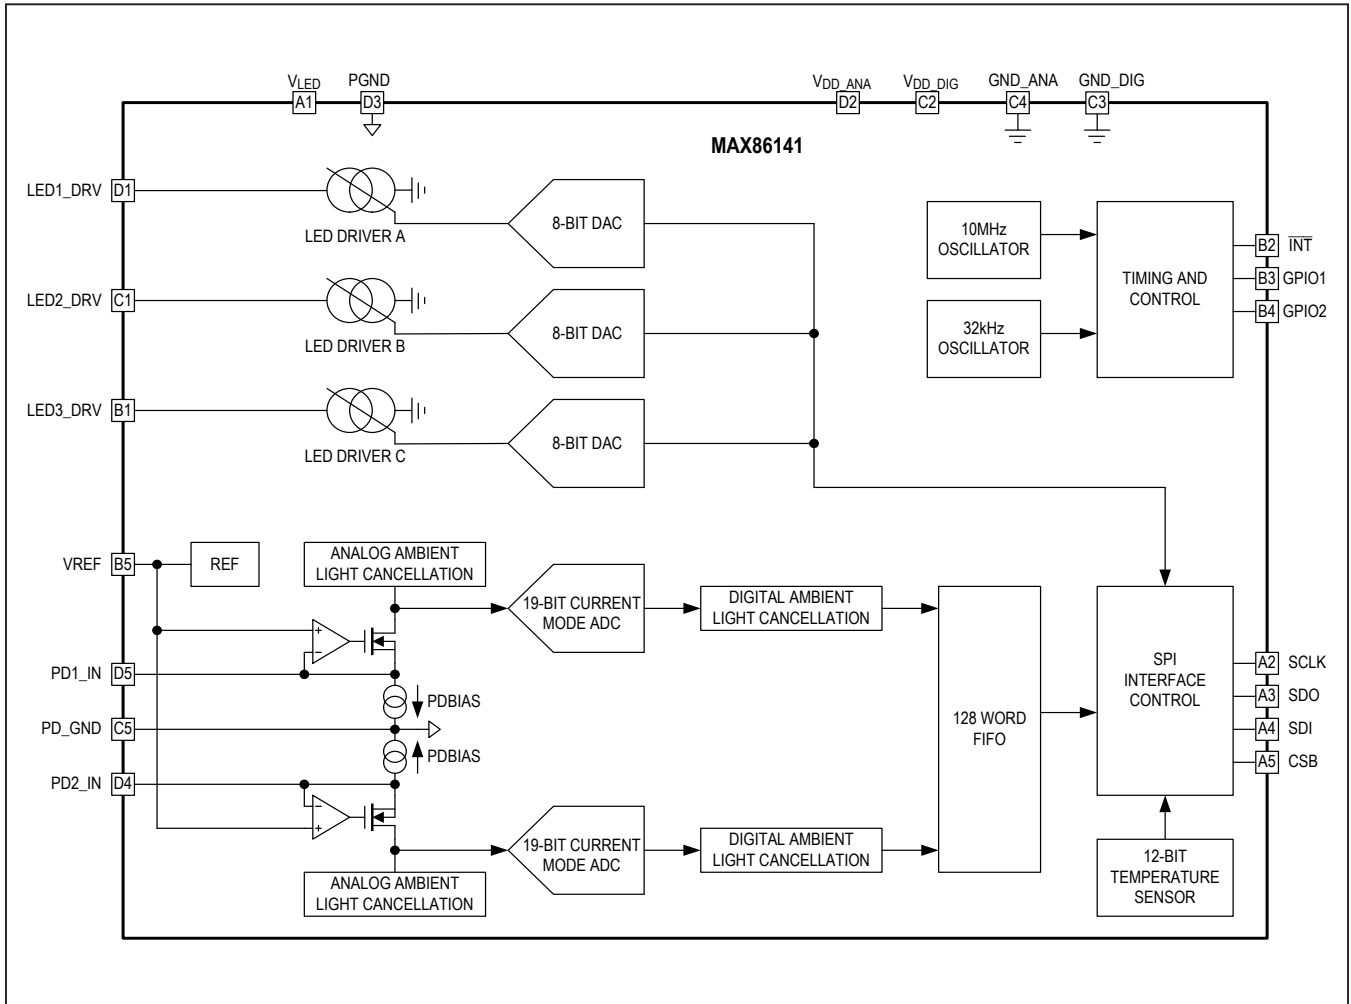 VLED PGND VDD_ANA VDD_DIG GND_ANA GND_DIG
A1 D3 D2 C2 C4 C3
MAX86141
LED1_DRV D1
LED DRIVER A
8-BIT DAC
10MHz
OSCILLATOR
TIMING AND
CONTROL
B2 INT
B3 GPIO1
B4 GPIO2
LED2_DRV C1
LED DRIVER B
8-BIT DAC
32kHz
OSCILLATOR
LED3_DRV B1
LED DRIVER C
8-BIT DAC
VREF B5
REF
ANALOG AMBIENT
LIGHT CANCELLATION
19-BIT CURRENT
MODE ADC
DIGITAL AMBIENT
LIGHT CANCELLATION
+
−
PD1_IN D5
PDBIAS
PD_GND C5
PDBIAS
PD2_IN D4
−
+
128 WORD
FIFO
SPI
INTERFACE
CONTROL
A2 SCLK
A3 SDO
A4 SDI
A5 CSB
19-BIT CURRENT
MODE ADC
DIGITAL AMBIENT
LIGHT CANCELLATION
ANALOG AMBIENT
LIGHT CANCELLATION
12-BIT
TEMPERATURE
SENSOR